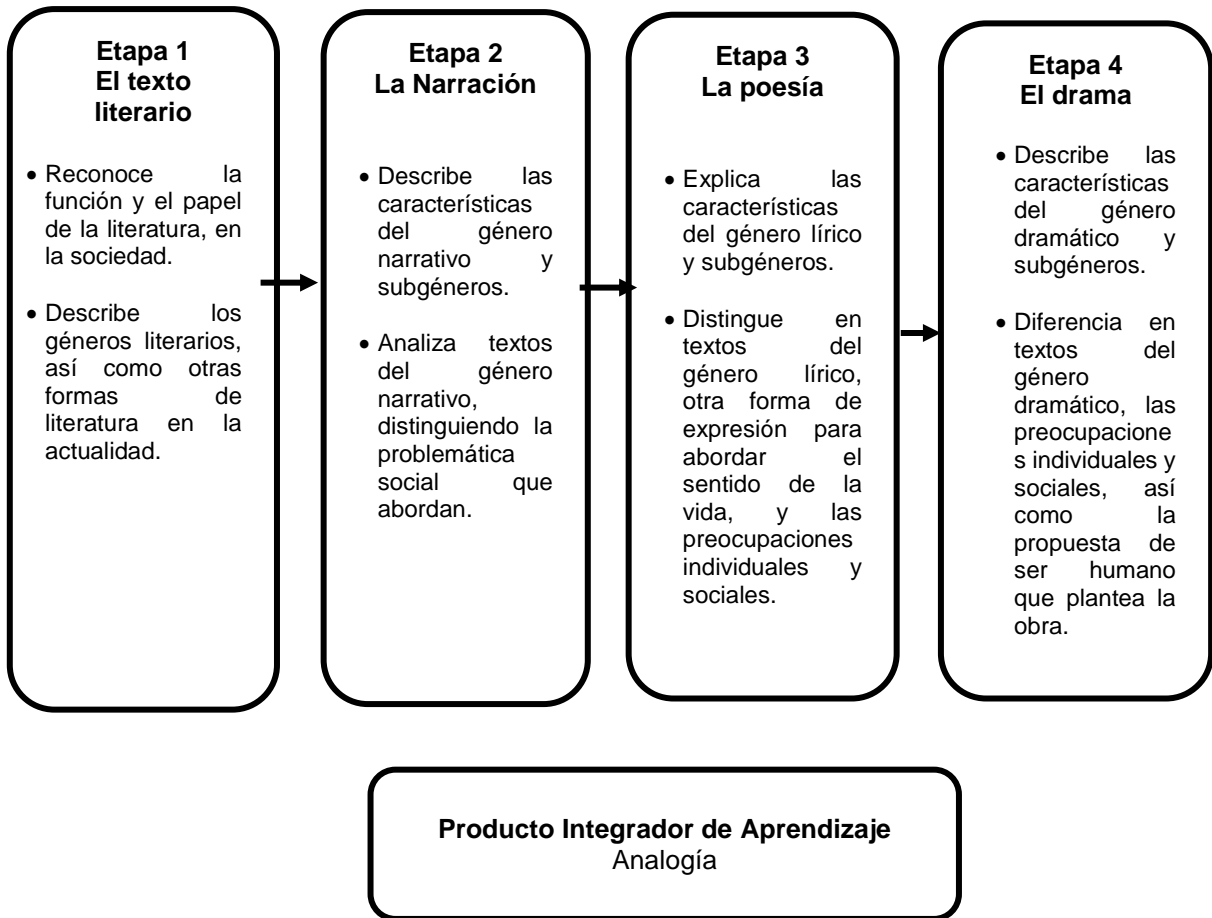 Etapa 1
El texto
literario
• Reconoce la
función y el papel
de la literatura, en
la sociedad.
• Describe los
géneros literarios,
así como otras
formas de
literatura en la
actualidad.
Etapa 2
La Narración
• Describe las
características
del género
narrativo y
subgéneros.
• Analiza textos
del género
narrativo,
distinguiendo la
problemática
social que
abordan.
Etapa 3
La poesía
• Explica las
características
del género lírico
y subgéneros.
• Distingue en
textos del
género lírico,
otra forma de
expresión para
abordar el
sentido de la
vida, y las
preocupaciones
individuales y
sociales.
Etapa 4
El drama
• Describe las
características
del género
dramático y
subgéneros.
• Diferencia en
textos del
género
dramático, las
preocupacione
s individuales y
sociales, así
como la
propuesta de
ser humano
que plantea la
obra.
Producto Integrador de Aprendizaje
Analogía